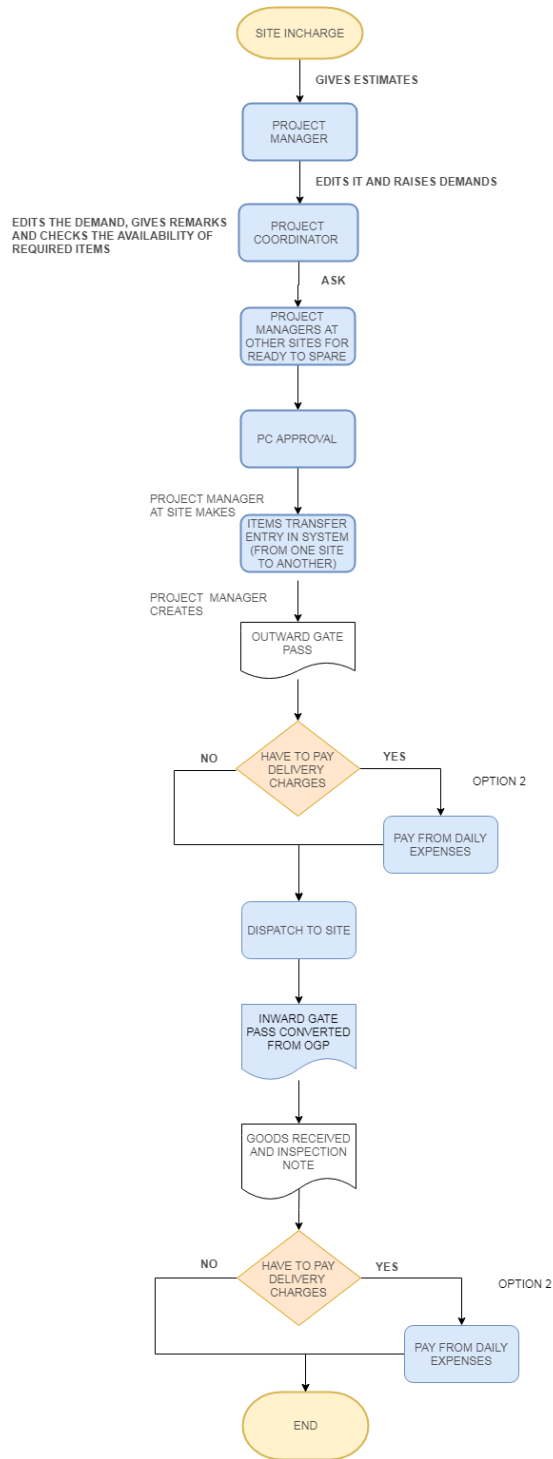 SITE INCHARGE
GIVES ESTIMATES
PROJECT
MANAGER
EDITS IT AND RAISES DEMANDS
EDITS THE DEMAND, GIVES REMARKS
AND CHECKS THE AVAILABILITY OF
REQUIRED ITEMS
PROJECT
COORDINATOR
ASK
PROJECT
MANAGERS AT
OTHER SITES FOR
READY TO SPARE
PC APPROVAL
PROJECT MANAGER
AT SITE MAKES
ITEMS TRANSFER
ENTRY IN SYSTEM
(FROM ONE SITE
TO ANOTHER)
PROJECT MANAGER
CREATES
OUTWARD GATE
PASS
NO
HAVE TO PAY
DELIVERY
CHARGES
YES
OPTION 2
PAY FROM DAILY
EXPENSES
DISPATCH TO SITE
INWARD GATE
PASS CONVERTED
FROM OGP
GOODS RECEIVED
AND INSPECTION
NOTE
NO
HAVE TO PAY
DELIVERY
CHARGES
YES
OPTION 2
PAY FROM DAILY
EXPENSES
END